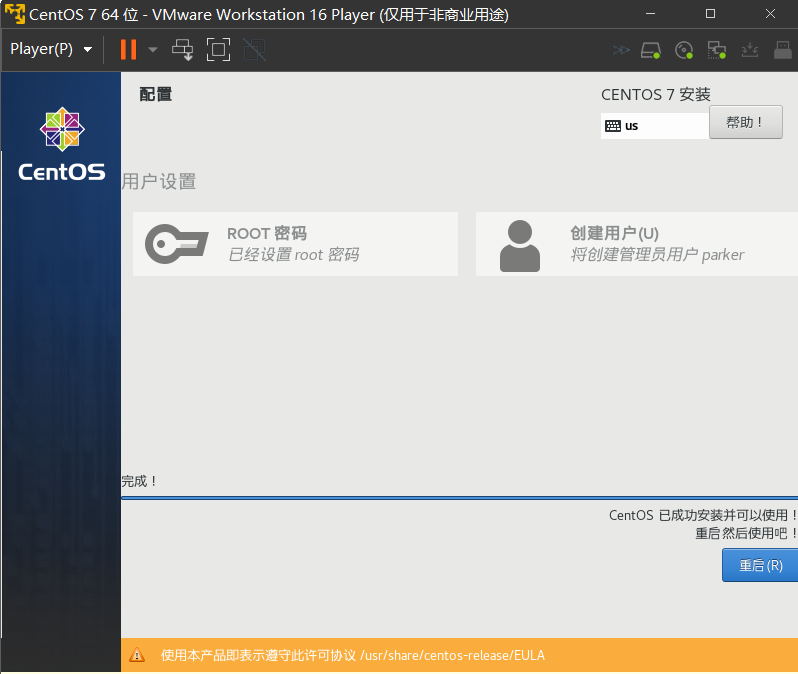 CentOS 7 64 位 - VMware Workstation 16 Player (仅用于非商业用途)
Player(P)
配置
CENTOS 7 安装
us
帮助！
CentOS
用户设置
ROOT 密码
已经设置 root 密码
创建用户(U)
将创建管理员用户 parker
完成！
CentOS 已成功安装并可以使用！
重启然后使用吧！
重启(R)
使用本产品即表示遵守此许可协议 /usr/share/centos-release/EULA